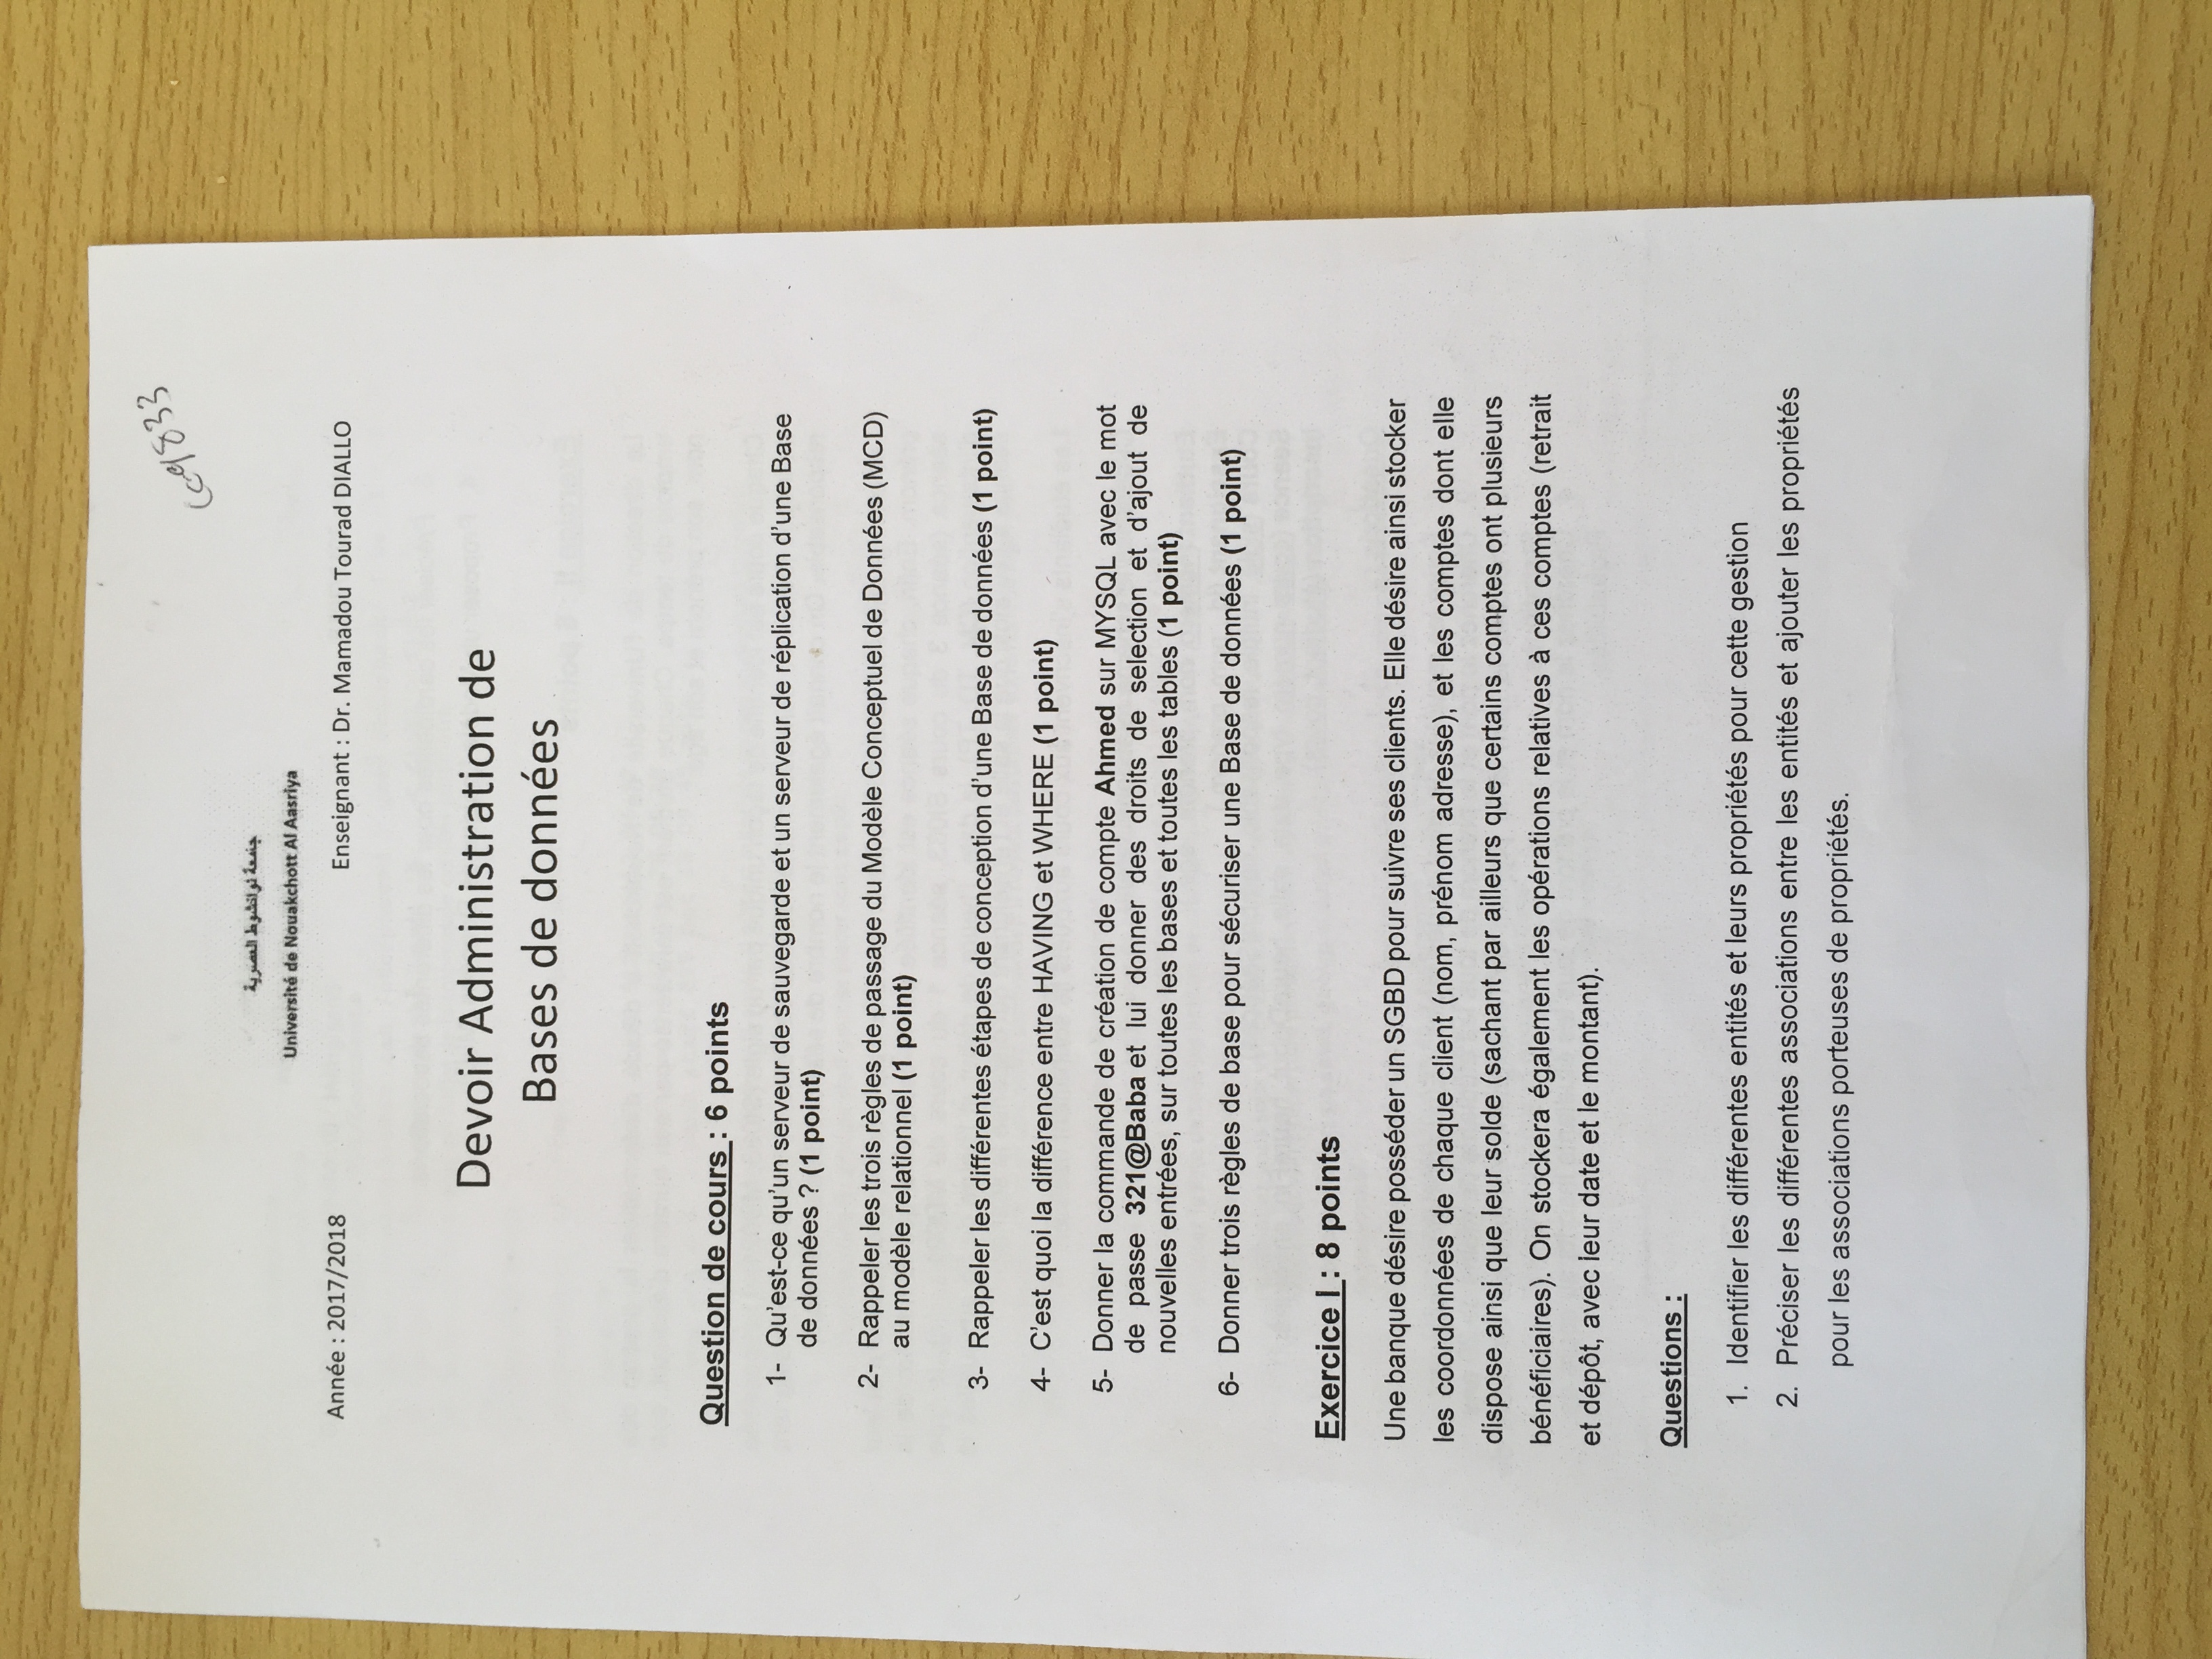 جامعة نواكشوط العصرية
Université de Nouakchott Al Aasriya
Année : 2017/2018 Enseignant : Dr. Mamadou Tourad DIALLO
Devoir Administration de
Bases de données
Question de cours : 6 points
1- Qu'est-ce qu'un serveur de sauvegarde et un serveur de réplication d'une Base
de données ? (1 point)
2- Rappeler les trois règles de passage du Modèle Conceptuel de Données (MCD)
au modèle relationnel (1 point)
3- Rappeler les différentes étapes de conception d'une Base de données (1 point)
4- C'est quoi la différence entre HAVING et WHERE (1 point)
5- Donner la commande de création de compte Ahmed sur MYSQL avec le mot
de passe 321@Baba et lui donner des droits de selection et d'ajout de
nouvelles entrées, sur toutes les bases et toutes les tables (1 point)
6- Donner trois règles de base pour sécuriser une Base de données (1 point)
Exercice I : 8 points
Une banque désire posséder un SGBD pour suivre ses clients. Elle désire ainsi stocker
les coordonnées de chaque client (nom, prénom adresse), et les comptes dont elle
dispose ainsi que leur solde (sachant par ailleurs que certains comptes ont plusieurs
bénéficiaires). On stockera également les opérations relatives à ces comptes (retrait
et dépôt, avec leur date et le montant).
Questions :
1. Identifier les différentes entités et leurs propriétés pour cette gestion
2. Préciser les différentes associations entre les entités et ajouter les propriétés
pour les associations porteuses de propriétés.